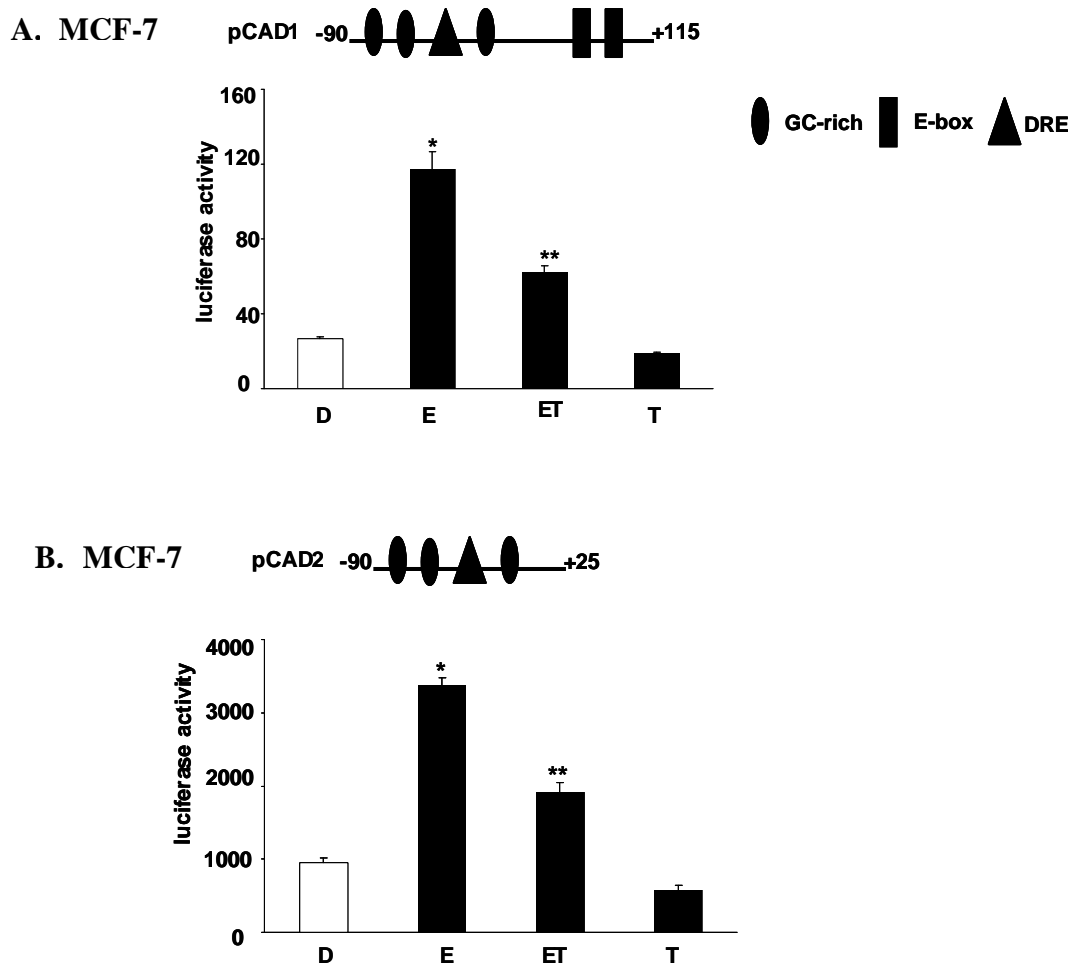 A. MCF-7
pCAD1 -90 +115
GC-rich E-box DRE
luciferase activity
160
120
80
40
0
*
**
D E ET T
B. MCF-7
pCAD2 -90 +25
luciferase activity
4000
3000
2000
1000
0
*
**
D E ET T